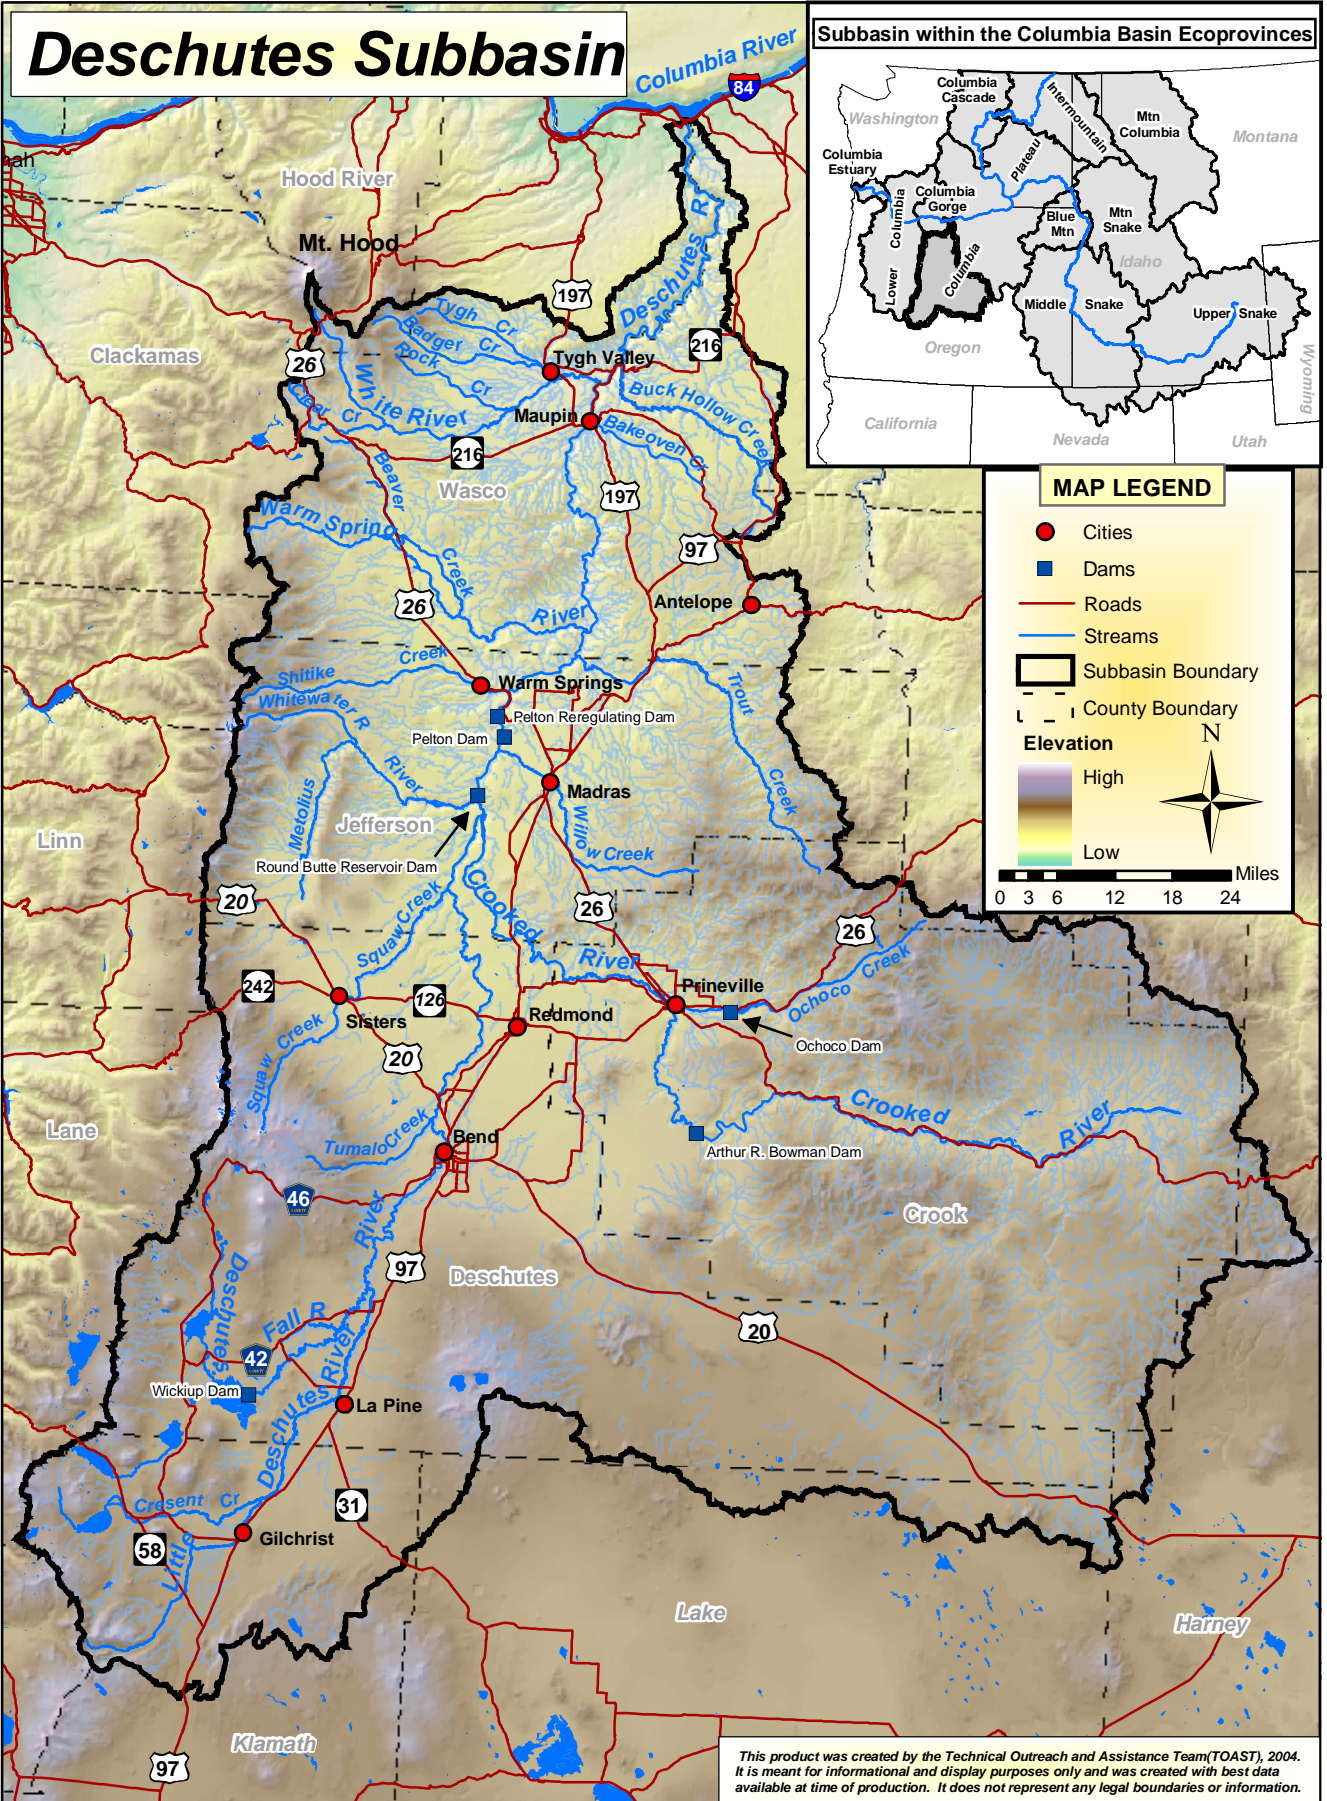 Deschutes Subbasin
Columbia River
84
Subbasin within the Columbia Basin Ecoprovinces
Columbia
Cascade
Intermountain
Mtn
Columbia
Washington
Montana
Plateau
Columbia
Estuary
Columbia
Gorge
Lower Columbia
Blue
Mtn
Mtn
Snake
Idaho
Columbia
Middle Snake
Upper Snake
Oregon
Wyoming
California
Nevada
Utah
MAP LEGEND
Cities
Dams
Roads
Streams
Subbasin Boundary
County Boundary
Elevation
High
Low
N
Miles
0 3 6 12 18 24
ah
Hood River
Mt. Hood
Deschutes R
197
Tygh Cr
Badger Cr
Rock Cr
216
Tygh Valley
Clackamas
26
White River
Clear Cr
Buck Hollow Creek
Maupin
Bakeoven Cr
216
Beaver Creek
Wasco
197
Warm Springs River
97
26
Antelope
Shitike Creek
Warm Springs
Whitewater R
Trout Creek
Pelton Reregulating Dam
Pelton Dam
River
Madras
Metolius
Jefferson
Willow Creek
Linn
Round Butte Reservoir Dam
20
Squaw Creek
Crooked River
26
26
242
126
Prineville
Ochoco Creek
Sisters
Redmond
Ochoco Dam
20
Squaw Creek
Crooked River
Lane
Tumalo Creek
Bend
Arthur R. Bowman Dam
46
COUNTY
River
Crook
97
Deschutes
Deschutes
Fall R
20
42
COUNTY
Wickiup Dam
La Pine
Little Deschutes River
Cresent Cr
31
Gilchrist
58
Lake
Harney
Klamath
97
This product was created by the Technical Outreach and Assistance Team(TOAST), 2004.
It is meant for informational and display purposes only and was created with best data
available at time of production. It does not represent any legal boundaries or information.